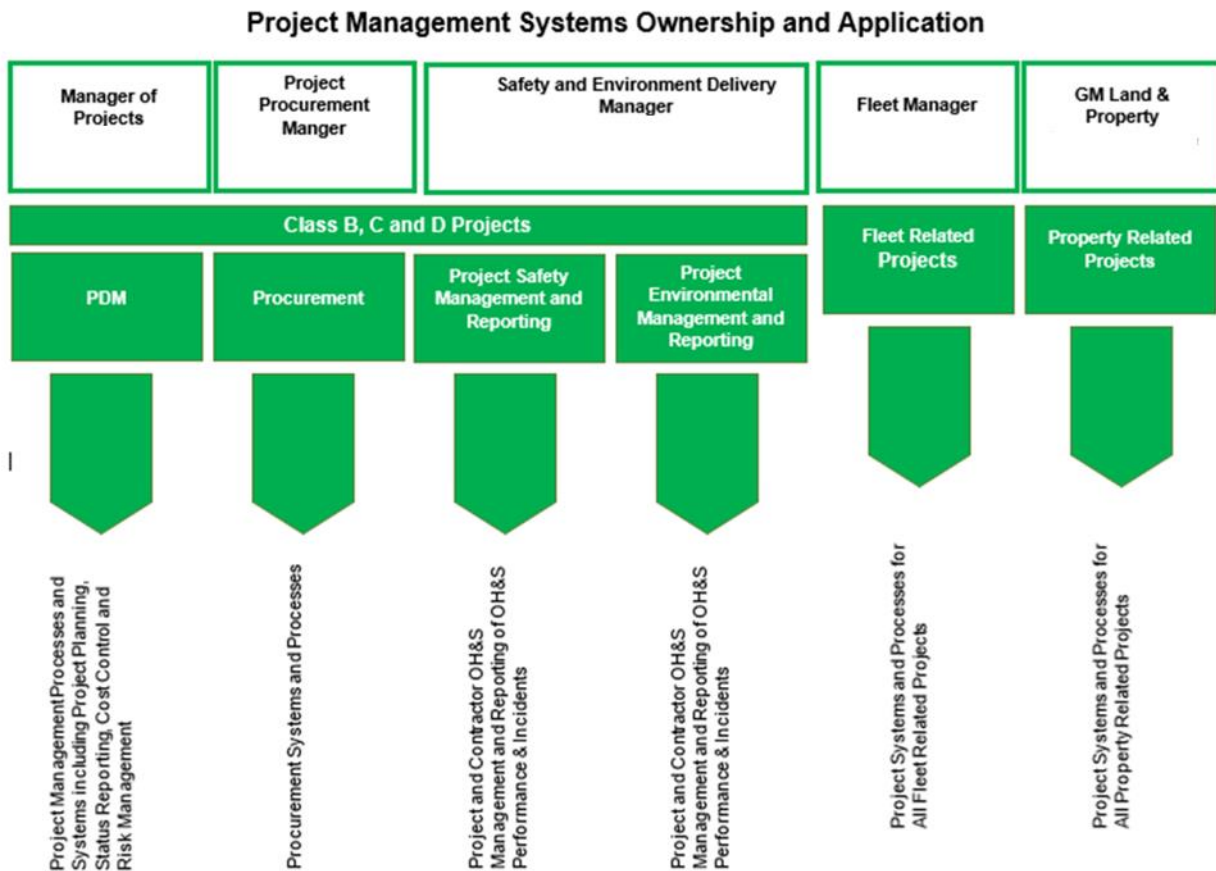 Project Management Systems Ownership and Application
Manager of
Projects
Project
Procurement
Manger
Safety and Environment Delivery
Manager
Fleet Manager
GM Land &
Property
Class B, C and D Projects
Fleet Related
Projects
Property Related
Projects
PDM
Procurement
Project Safety
Management and
Reporting
Project
Environmental
Management and
Reporting
Project Management Processes and
Systems including Project Planning,
Status Reporting, Cost Control and
Risk Management
Procurement Systems and Processes
Project and Contractor OH&S
Management and Reporting of OH&S
Performance & Incidents
Project and Contractor OH&S
Management and Reporting of OH&S
Performance & Incidents
Project Systems and Processes for
All Fleet Related Projects
Project Systems and Processes for
All Property Related Projects